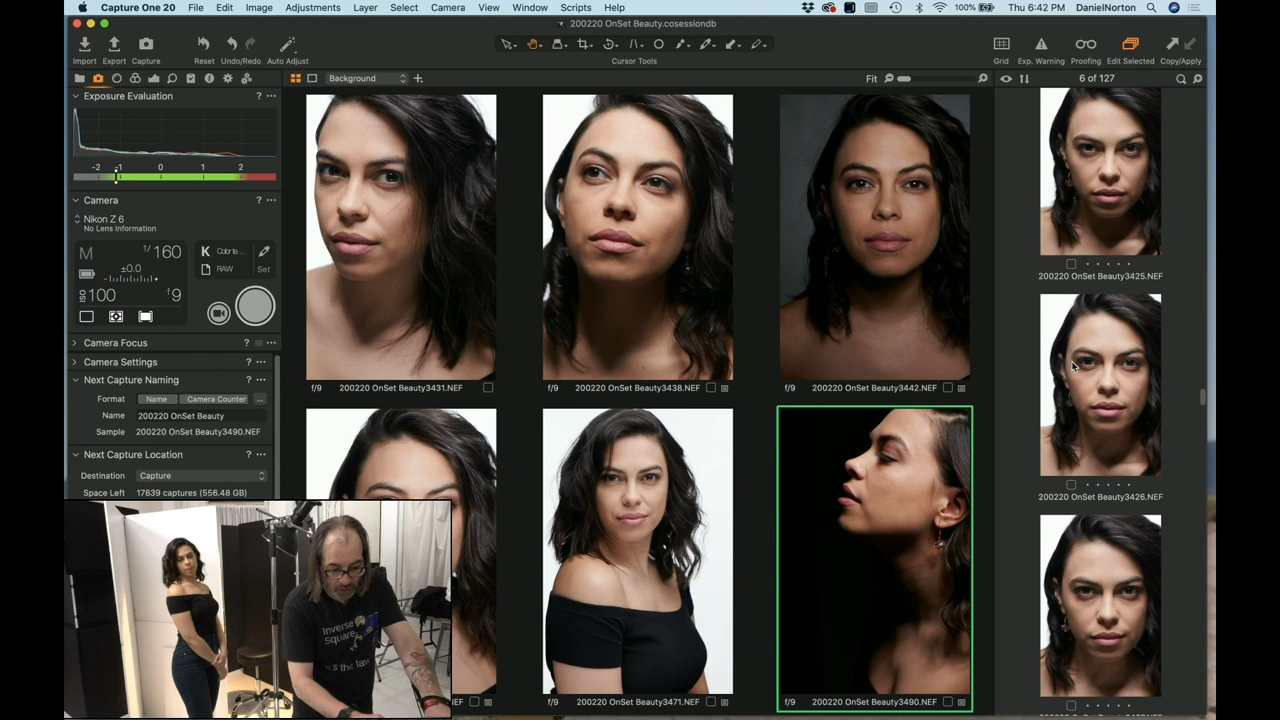 Capture One 20 File Edit Image Adjustments Layer Select Camera View Window Scripts Help 100% Thu 6:42 PM DanielNorton
200220 OnSet Beauty.cosessiondb
Import Export Capture Reset Undo/Redo Auto Adjust Cursor Tools Grid Exp. Warning Proofing Edit Selected Copy/Apply
Background Fit 6 of 127
Exposure Evaluation ? ...
-2 -1 0 1 2
Camera ? ...
Nikon Z 6
No Lens Information
M 1/160 K Color te... 
±0.0 RAW Set
ISO 100 f9
Camera Focus ? ...
Camera Settings ? ...
Next Capture Naming ? ...
Format Name Camera Counter ...
Name 200220 OnSet Beauty
Sample 200220 OnSet Beauty3490.NEF
Next Capture Location ? ...
Destination Capture
Space Left 17839 captures (556.48 GB)
f/9 200220 OnSet Beauty3431.NEF
f/9 200220 OnSet Beauty3438.NEF
f/9 200220 OnSet Beauty3442.NEF
.NEF
f/9 200220 OnSet Beauty3471.NEF
f/9 200220 OnSet Beauty3490.NEF
200220 OnSet Beauty3425.NEF
200220 OnSet Beauty3426.NEF
Inverse
Square
is the law